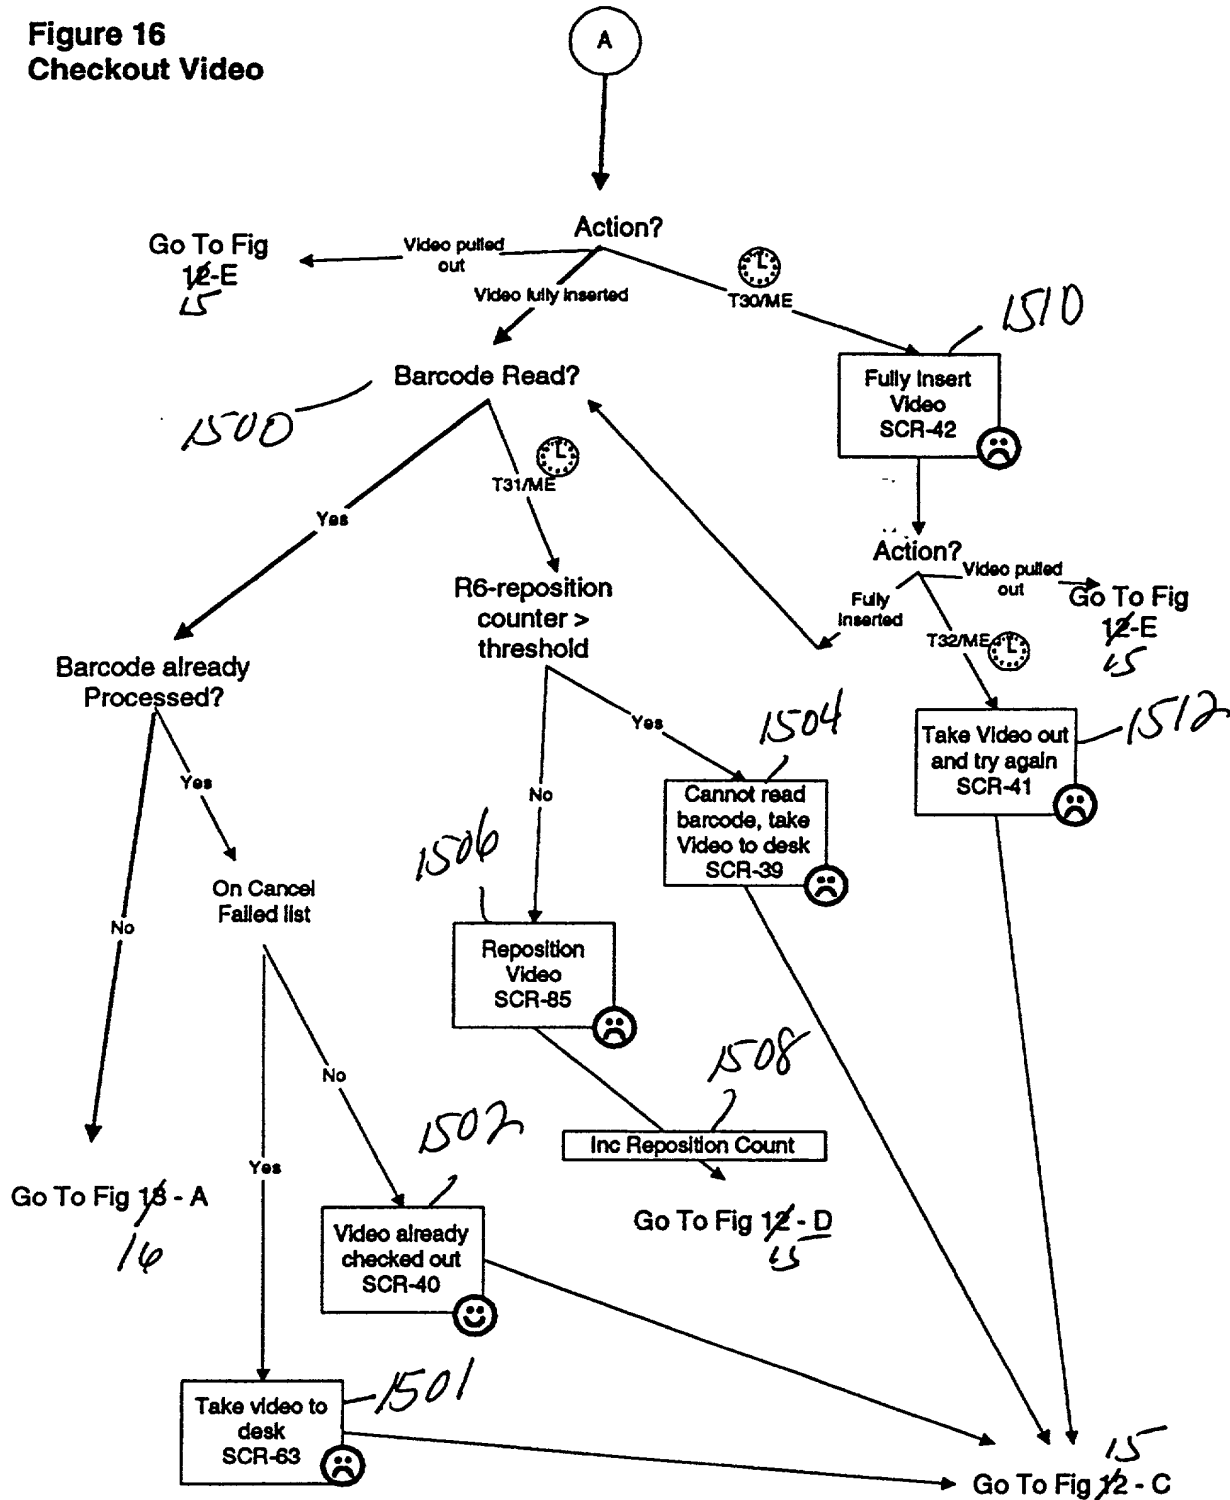 Figure 16
Checkout Video
A
Action?
Video pulled
out
Go To Fig
12-E
15
Video fully inserted
T30/ME
1510
Fully Insert
Video
SCR-42
Barcode Read?
1500
T31/ME
Yes
Action?
Video pulled
out
Go To Fig
12-E
15
Fully
Inserted
T32/ME
R6-reposition
counter >
threshold
Barcode already
Processed?
Take Video out
and try again
SCR-41
1512
Yes
1504
Cannot read
barcode, take
Video to desk
SCR-39
No
Yes
1506
On Cancel
Failed list
No
Reposition
Video
SCR-85
1508
Inc Reposition Count
No
1502
Yes
Go To Fig 13 - A
16
Go To Fig 12 - D
15
Video already
checked out
SCR-40
1501
Take video to
desk
SCR-63
15
Go To Fig 12 - C